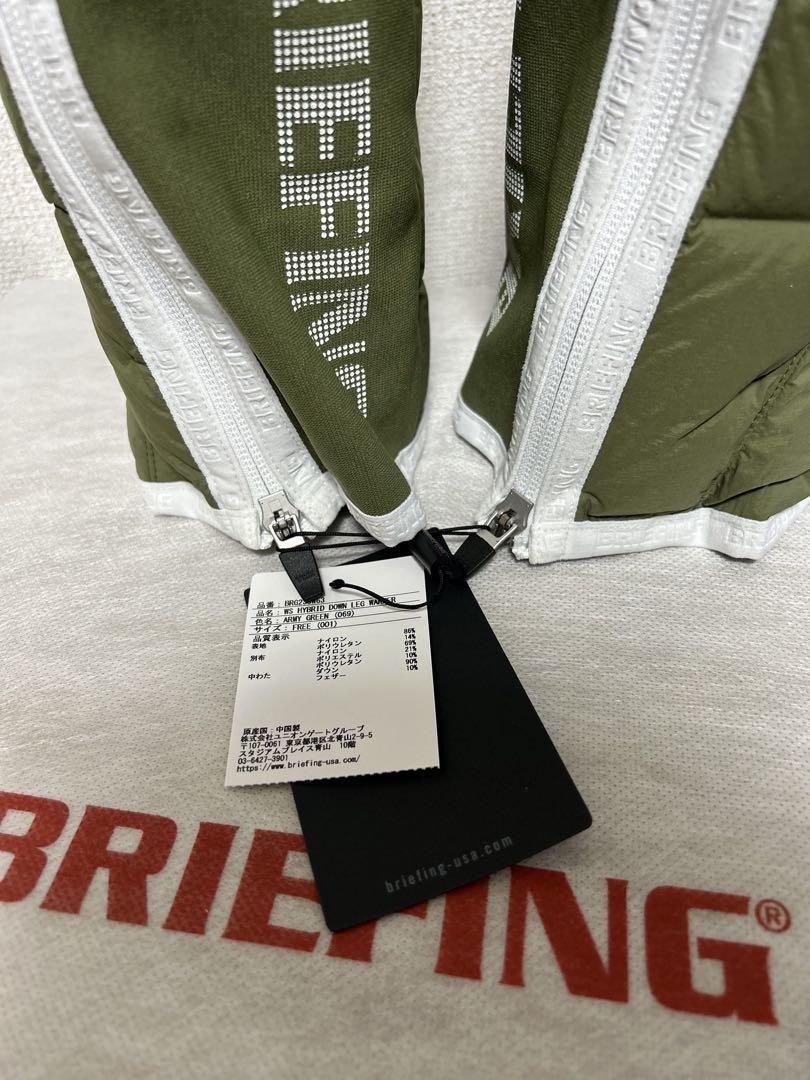 RIEFING
BRIEFING
BRIEFING
BRIEFING
BRIEFING
品番:
品名: WS HYBRID DOWN LEG WARMER
色名: ARMY GREEN (069)
サイズ: FREE (001)
品質表示
表地 ナイロン 86%
ポリウレタン 14%
別布 ナイロン 69%
ポリエステル 21%
ポリウレタン 10%
中わた ダウン 90%
フェザー 10%
原産国:中国製
株式会社ユニオンゲートグループ
〒107-0061 東京都港区北青山2-9-5
スタジアムプレイス青山 10階
03-6427-3901
https://www.briefing-usa.com/
briefing-usa.com
BRIEFING®